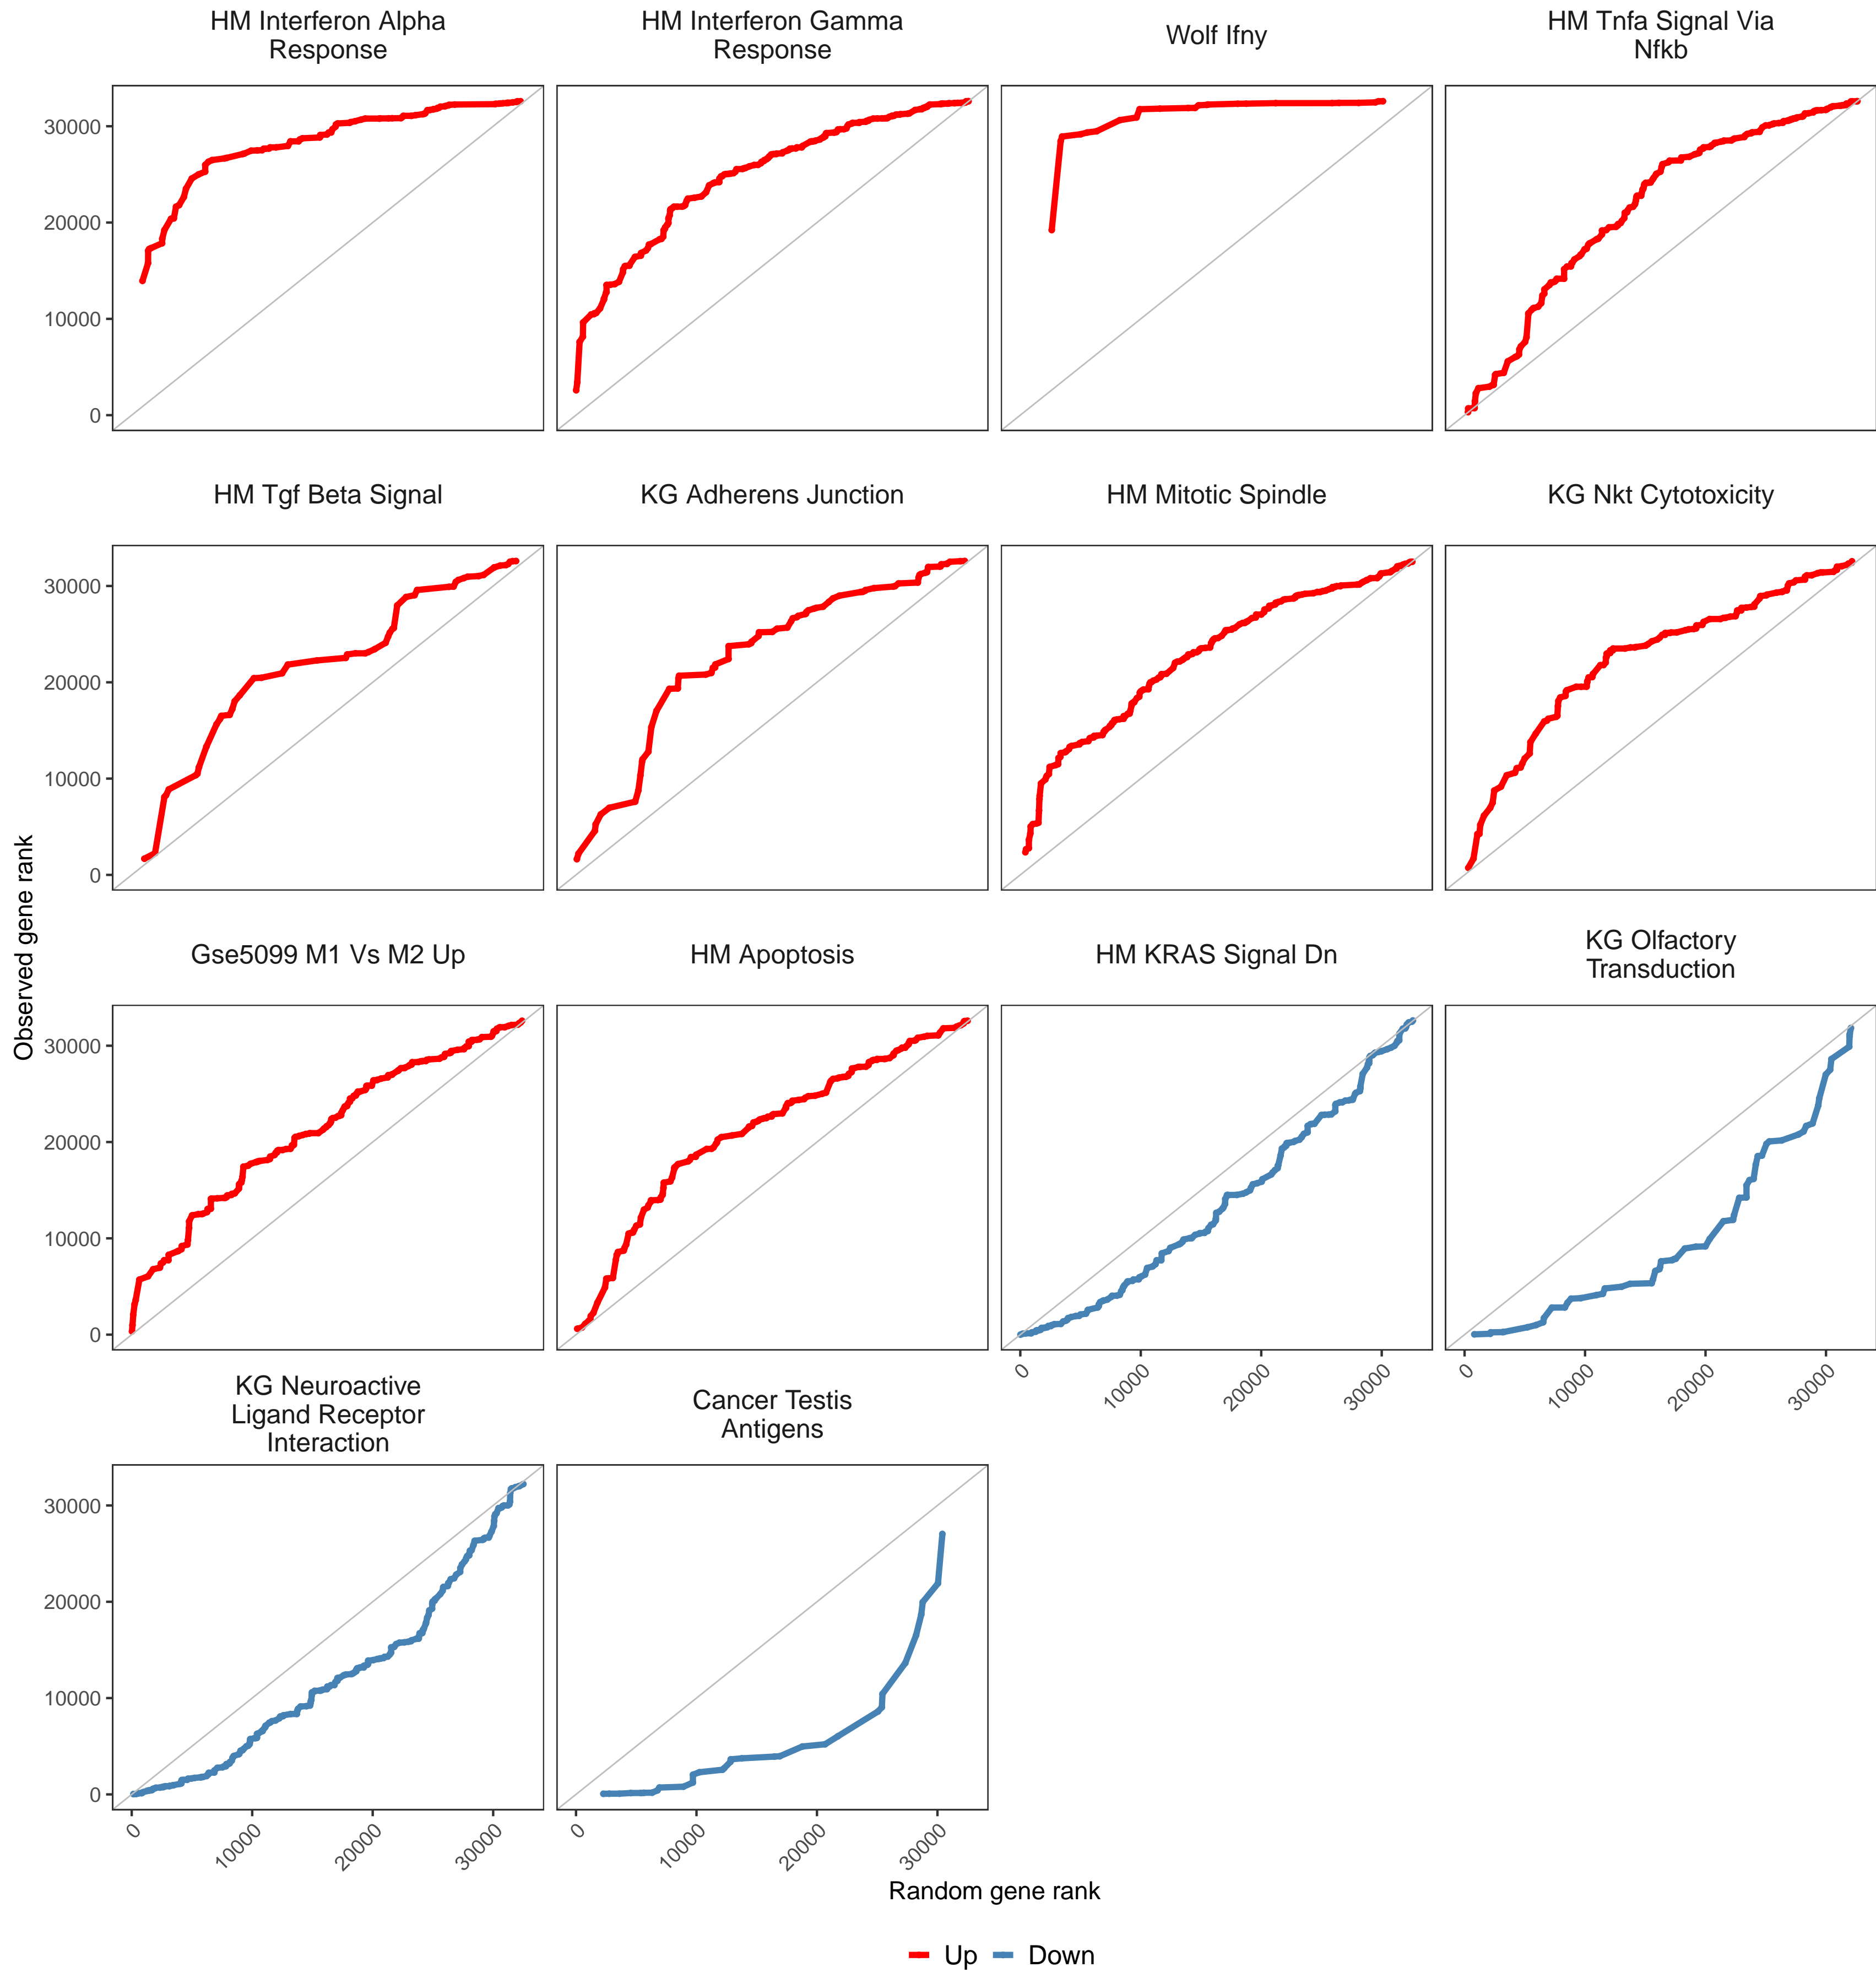 HM Interferon Alpha
Response
HM Interferon Gamma
Response
Wolf Ifny
HM Tnfa Signal Via
Nfkb
30000
20000
10000
0
HM Tgf Beta Signal
KG Adherens Junction
HM Mitotic Spindle
KG Nkt Cytotoxicity
30000
20000
10000
0
Observed gene rank
Gse5099 M1 Vs M2 Up
HM Apoptosis
HM KRAS Signal Dn
KG Olfactory
Transduction
30000
20000
10000
0
0
10000
20000
30000
0
10000
20000
30000
KG Neuroactive
Ligand Receptor
Interaction
Cancer Testis
Antigens
30000
20000
10000
0
0
10000
20000
30000
0
10000
20000
30000
Random gene rank
Up
Down